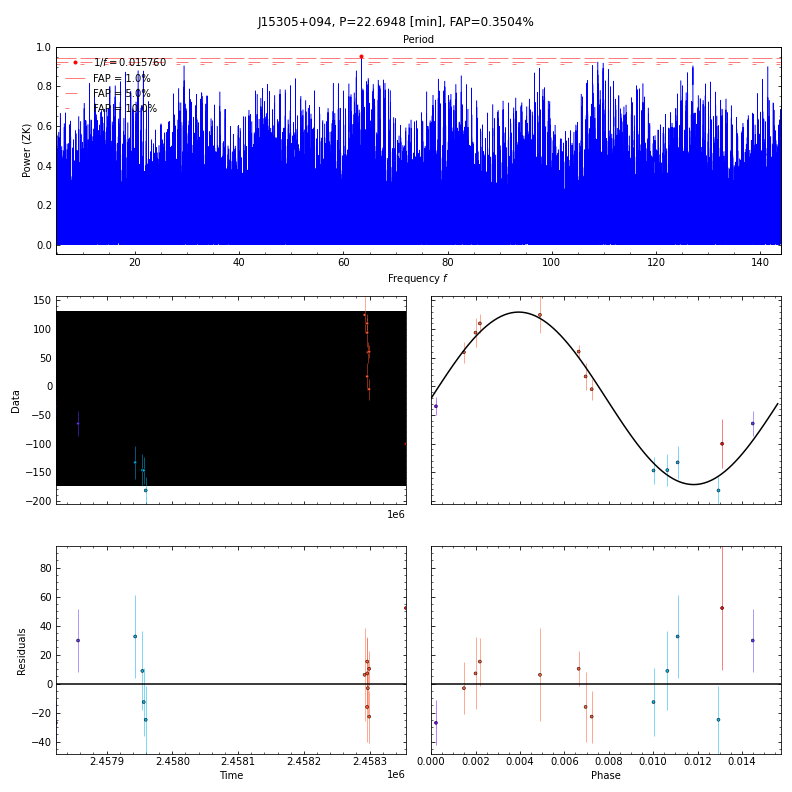 J15305+094, P=22.6948 [min], FAP=0.3504%
Period
1.0
0.8
0.6
0.4
0.2
0.0
Power (ZK)
1/f = 0.015760
FAP = 1.0%
FAP = 5.0%
FAP = 10.0%
20 40 60 80 100 120 140
Frequency f
150
100
50
0
−50
−100
−150
−200
Data
1e6
80
60
40
20
0
−20
−40
Residuals
2.4579 2.4580 2.4581 2.4582 2.4583
Time
1e6
0.000 0.002 0.004 0.006 0.008 0.010 0.012 0.014
Phase